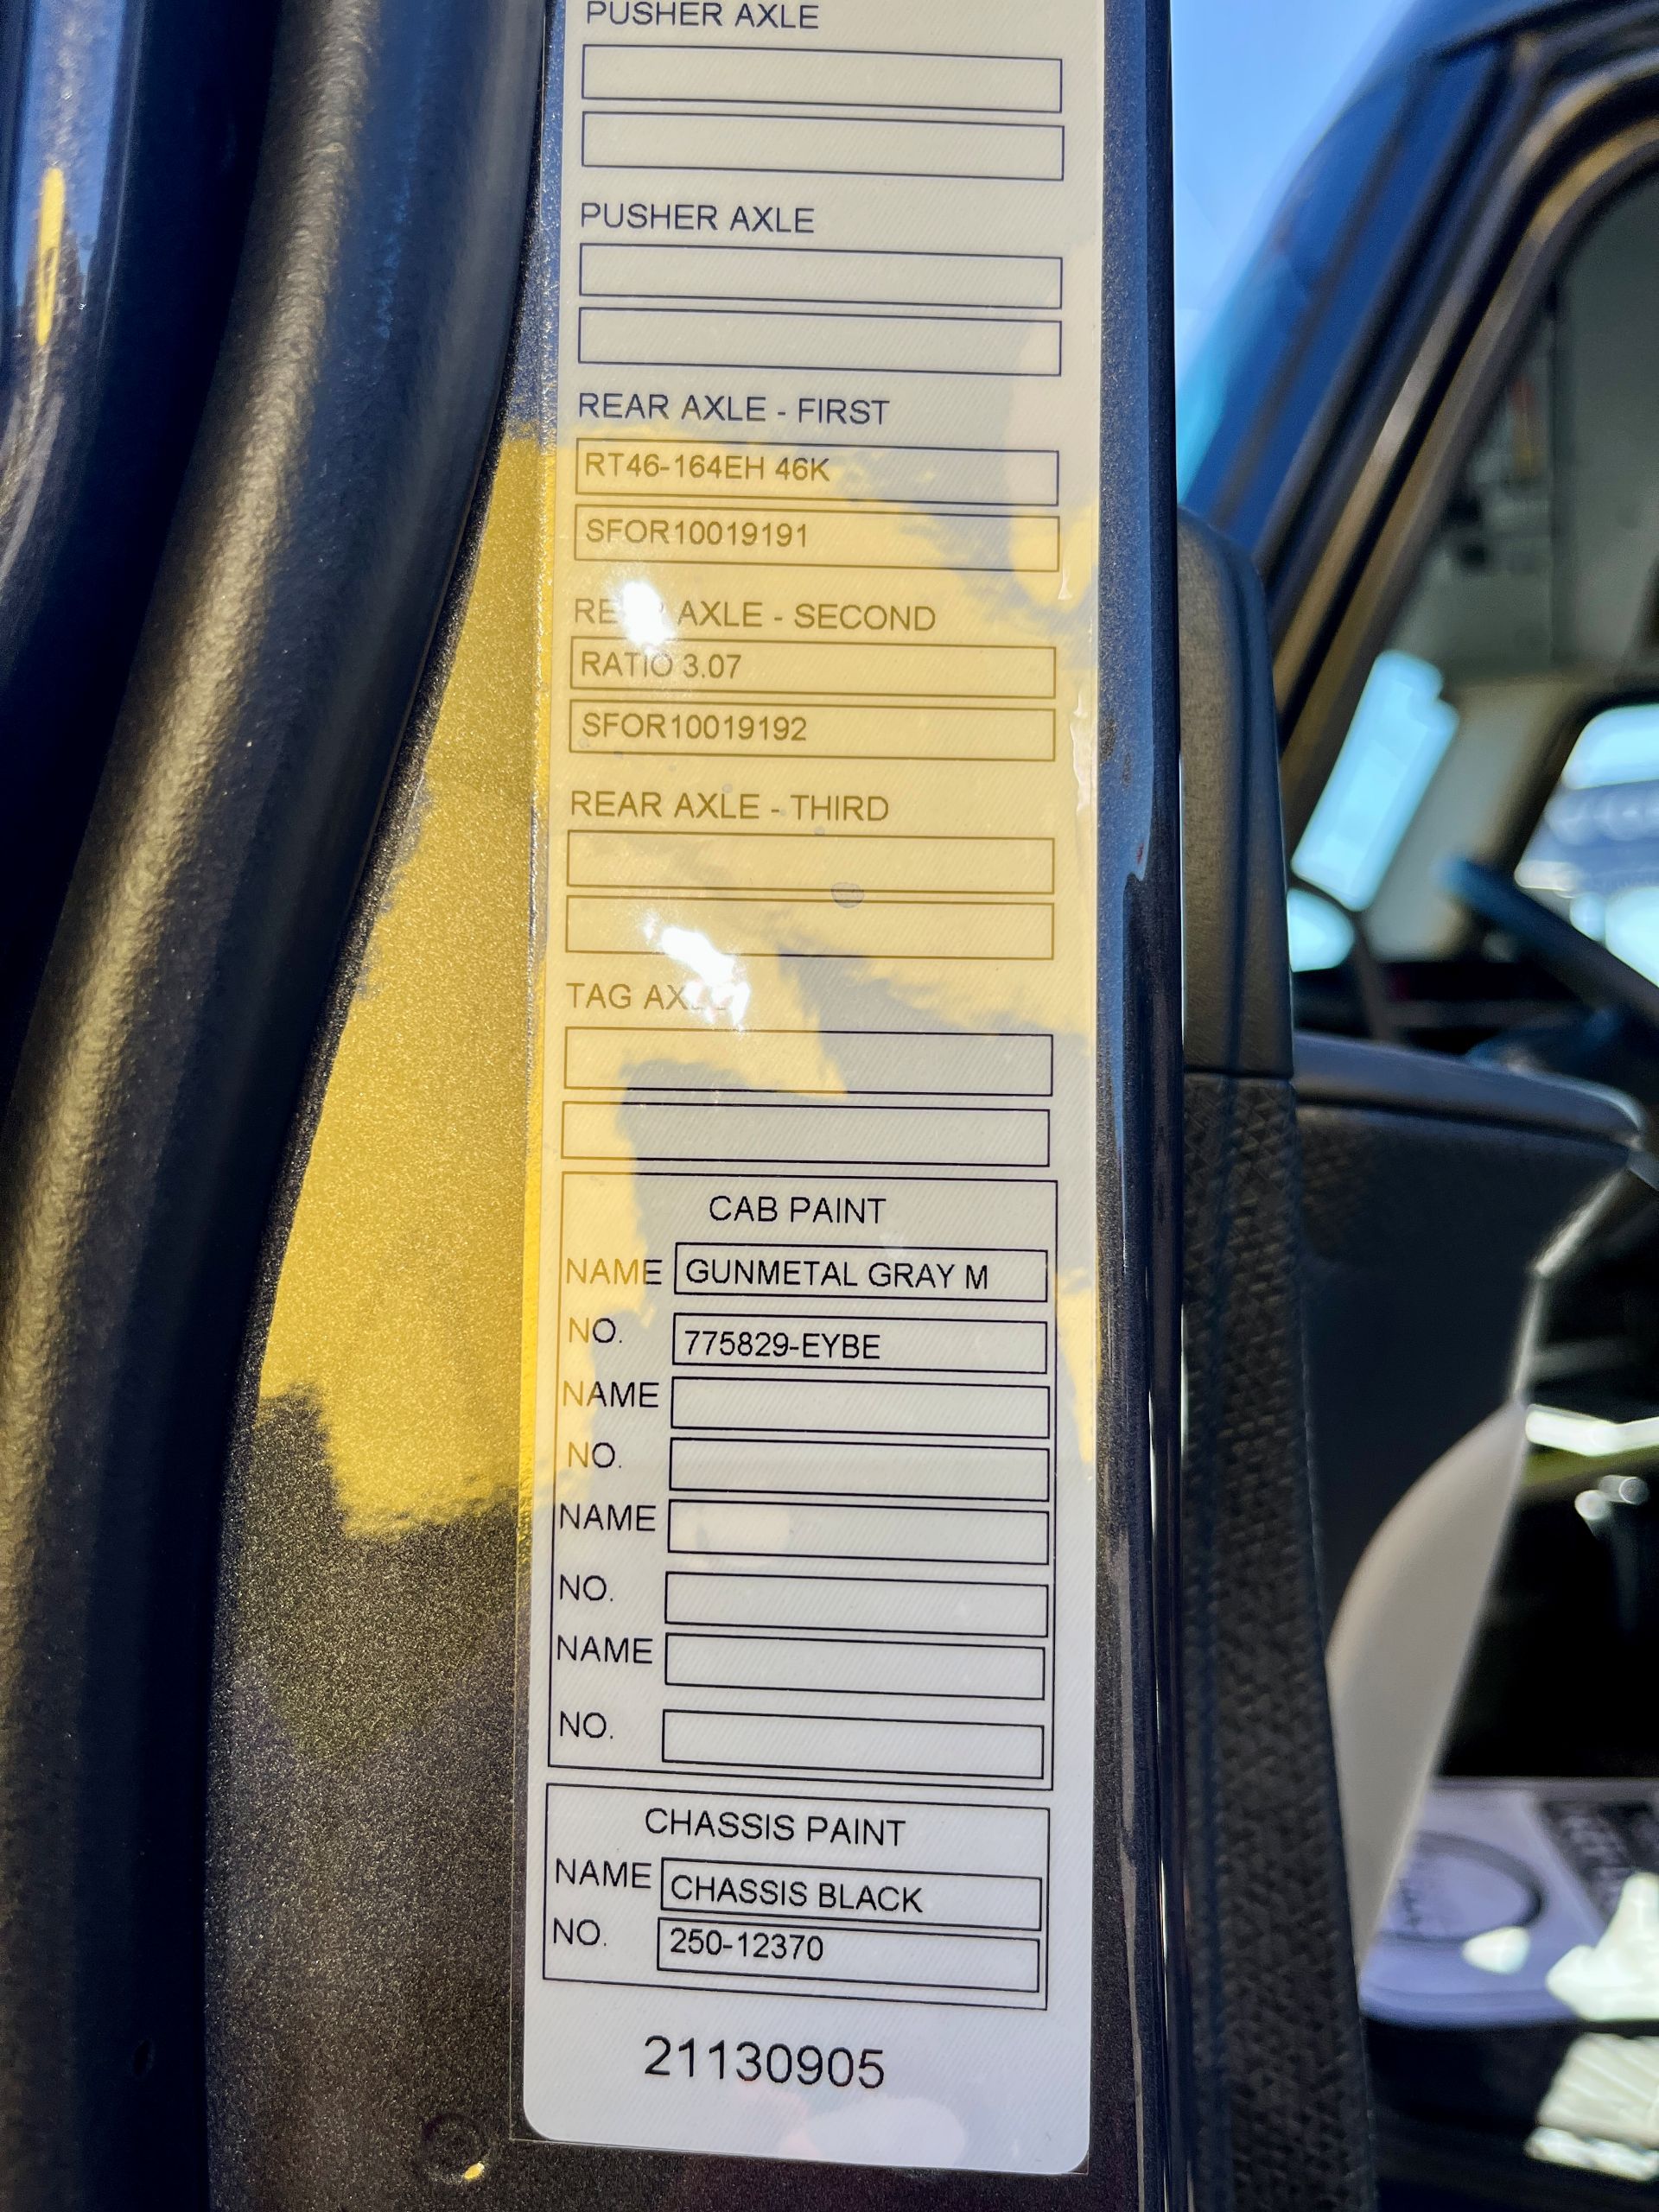 PUSHER AXLE
PUSHER AXLE
REAR AXLE - FIRST
RT46-164EH 46K
SFOR10019191
REAR AXLE - SECOND
RATIO 3.07
SFOR10019192
REAR AXLE - THIRD
TAG AXLE
CAB PAINT
NAME GUNMETAL GRAY M
NO. 775829-EYBE
NAME
NO.
NAME
NO.
NAME
NO.
CHASSIS PAINT
NAME CHASSIS BLACK
NO. 250-12370
21130905